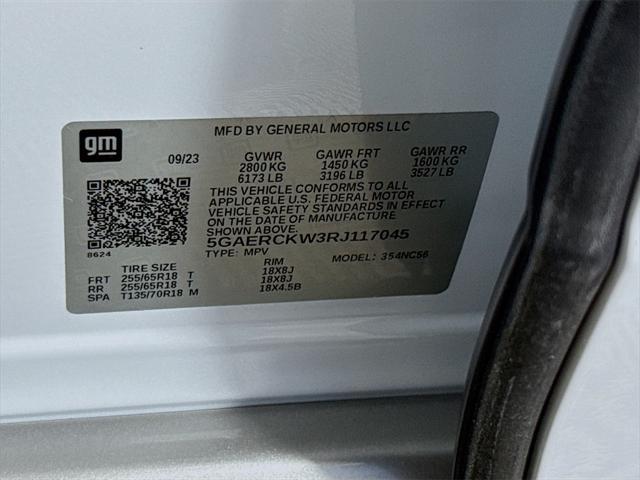 gm
MFD BY GENERAL MOTORS LLC
09/23 GVWR GAWR FRT GAWR RR
2800 KG 1450 KG 1600 KG
6173 LB 3196 LB 3527 LB
THIS VEHICLE CONFORMS TO ALL
APPLICABLE U.S. FEDERAL MOTOR
VEHICLE SAFETY STANDARDS IN EFFECT
ON THE DATE OF MANUFACTURE
SHOWN ABOVE.
5GAERCKW3RJ117045
8624
TYPE: MPV MODEL: 354NC56
TIRE SIZE RIM
FRT 255/65R18 T 18X8J
RR 255/65R18 T 18X8J
SPA T135/70R18 M 18X4.5B